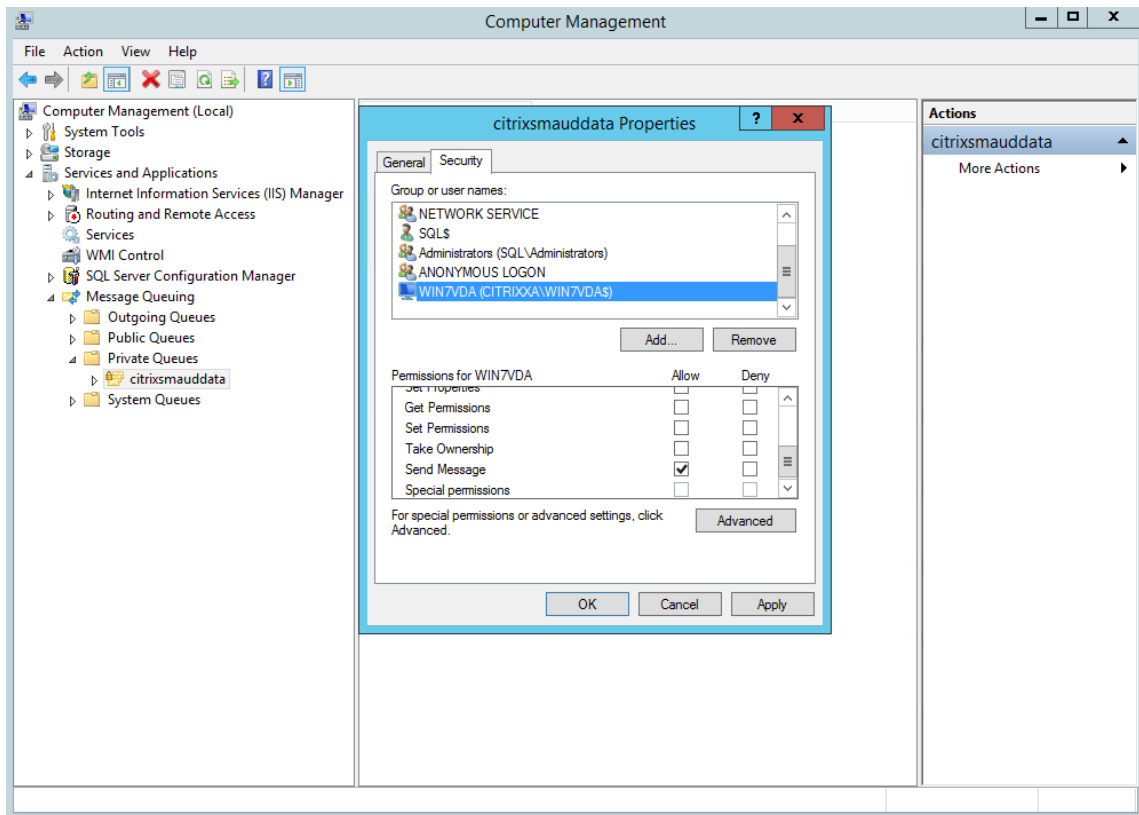 Computer Management
File Action View Help
Computer Management (Local)
System Tools
Storage
Services and Applications
Internet Information Services (IIS) Manager
Routing and Remote Access
Services
WMI Control
SQL Server Configuration Manager
Message Queuing
Outgoing Queues
Public Queues
Private Queues
citrixsmauddata
System Queues
citrixsmauddata Properties
? x
General Security
Group or user names:
NETWORK SERVICE
SQL$
Administrators (SQL\Administrators)
ANONYMOUS LOGON
WIN7VDA (CITRIXXA\WIN7VDA$)
Add... Remove
Permissions for WIN7VDA Allow Deny
Set Properties
Get Permissions
Set Permissions
Take Ownership
Send Message
Special permissions
For special permissions or advanced settings, click
Advanced.
Advanced
OK Cancel Apply
Actions
citrixsmauddata
More Actions